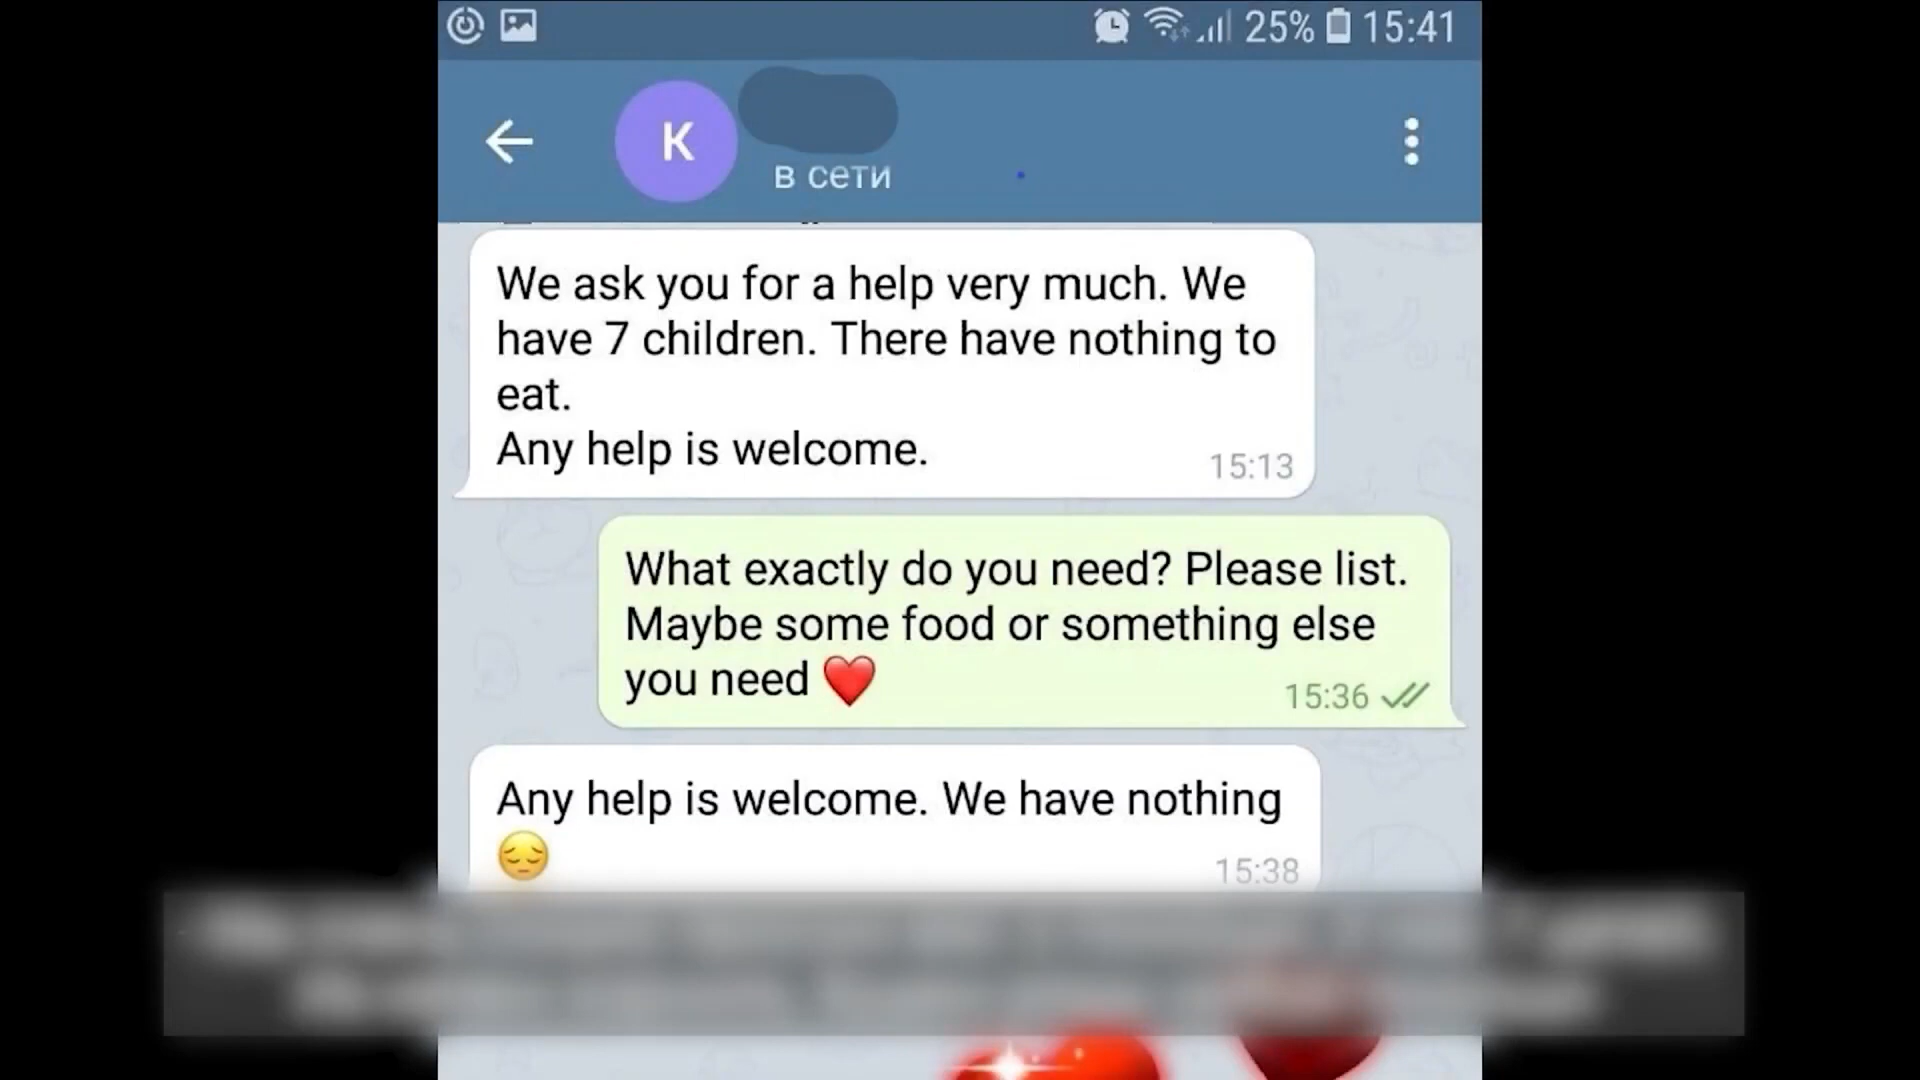 25% 15:41
K
в сети
We ask you for a help very much. We
have 7 children. There have nothing to
eat.
Any help is welcome.
15:13
What exactly do you need? Please list.
Maybe some food or something else
you need ❤️
15:36
Any help is welcome. We have nothing
😔
15:38